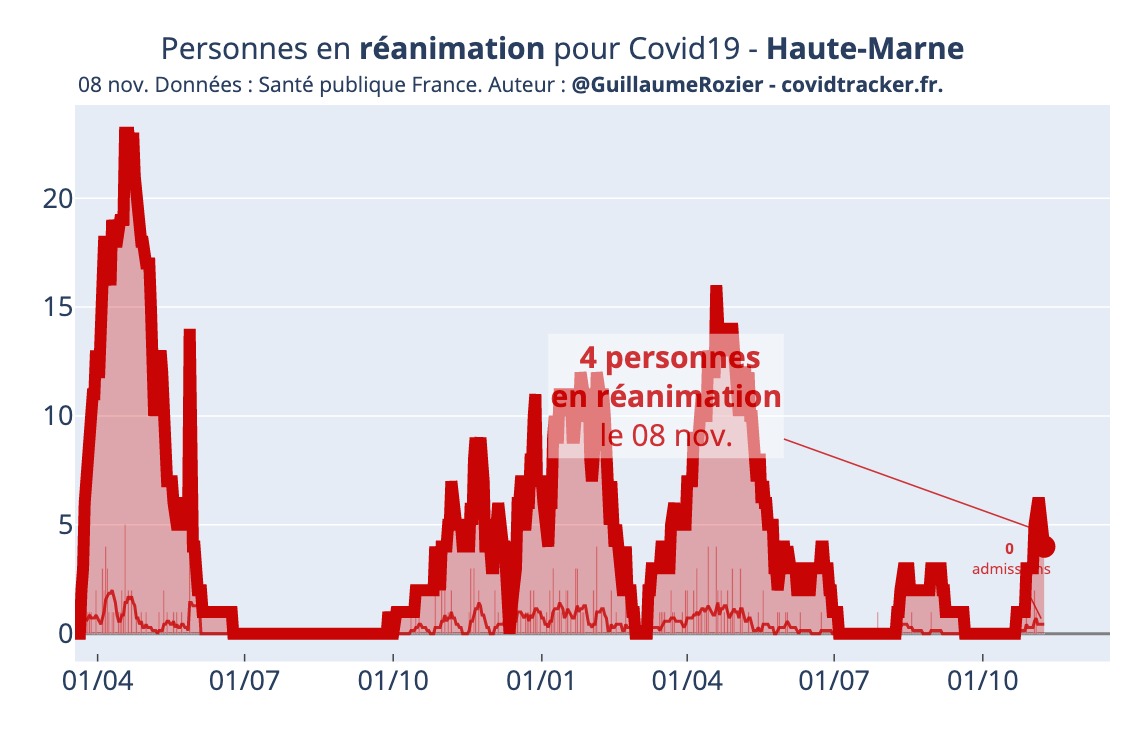 Personnes en réanimation pour Covid19 - Haute-Marne
08 nov. Données : Santé publique France. Auteur : @GuillaumeRozier - covidtracker.fr.
20
15
10
5
0
4 personnes
en réanimation
le 08 nov.
0
admissions
01/04
01/07
01/10
01/01
01/04
01/07
01/10